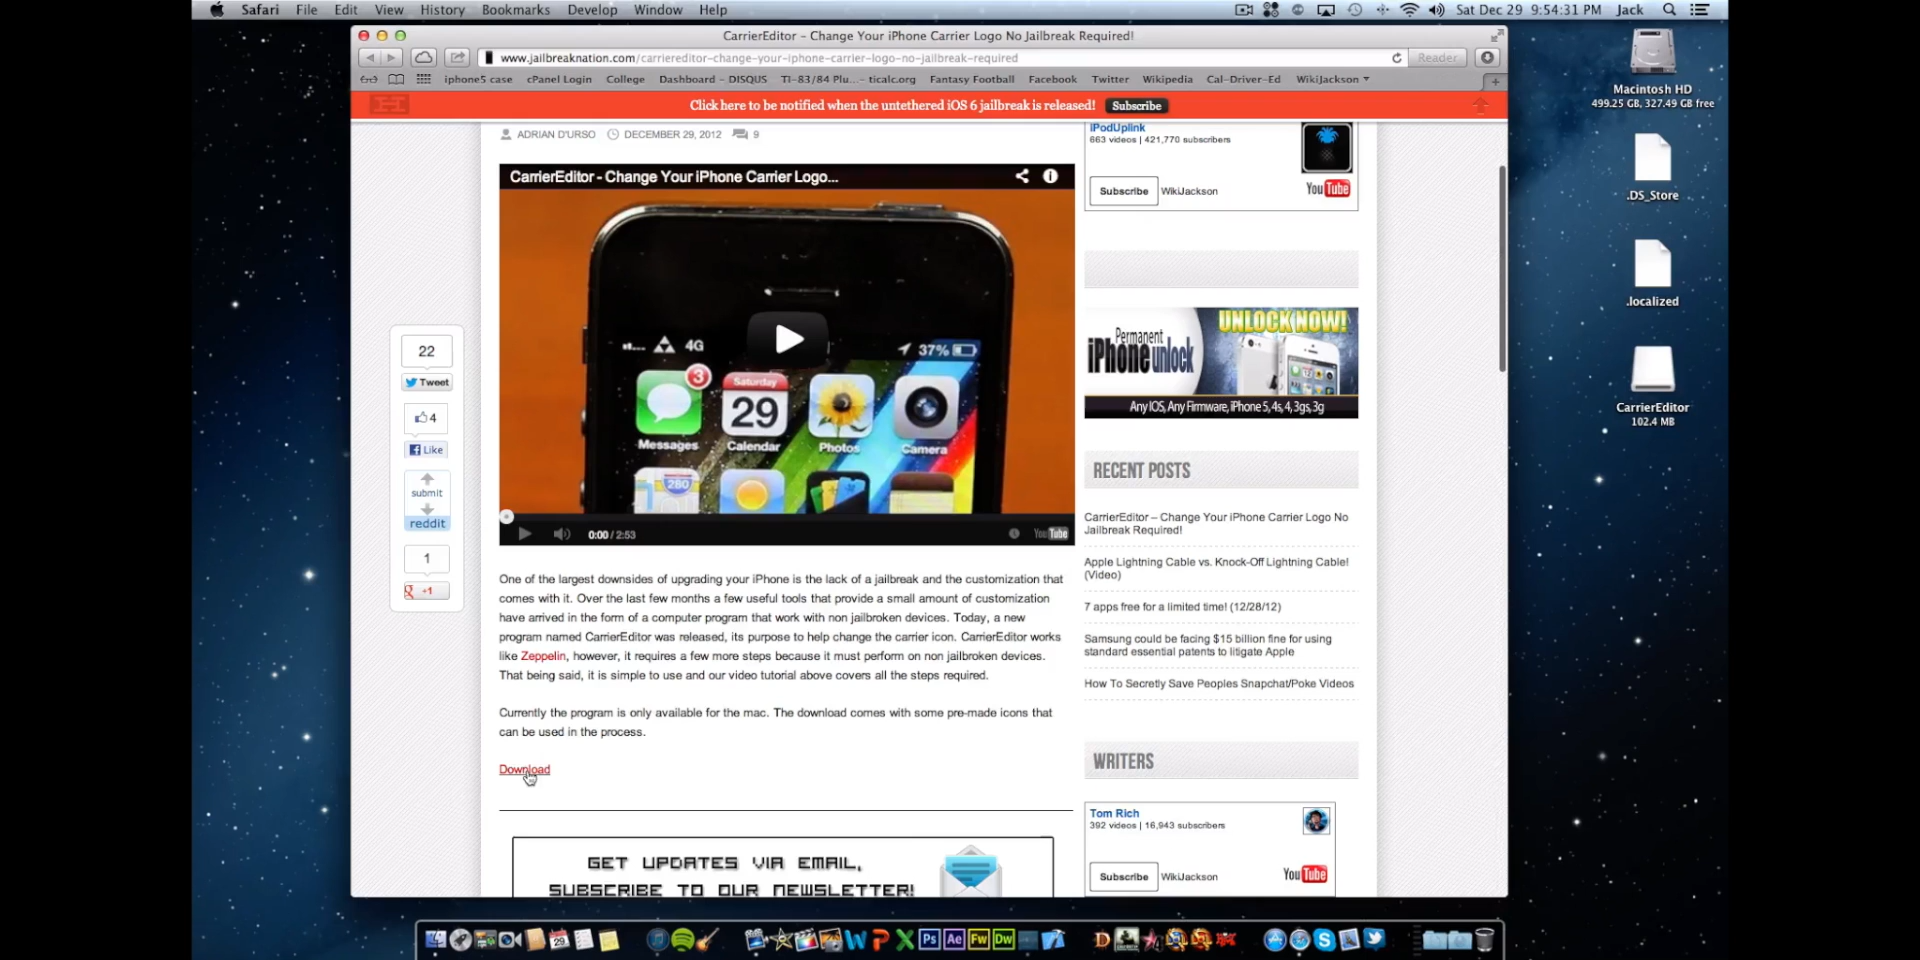 Safari File Edit View History Bookmarks Develop Window Help
Sat Dec 29 9:54:31 PM Jack
CarrierEditor – Change Your iPhone Carrier Logo No Jailbreak Required!
www.jailbreaknation.com/carriereditor-change-your-iphone-carrier-logo-no-jailbreak-required
Reader
iphone5 case cPanel Login College Dashboard – DISQUS TI-83/84 Plu... – ticalc.org Fantasy Football Facebook Twitter Wikipedia Cal-Driver-Ed WikiJackson
Click here to be notified when the untethered iOS 6 jailbreak is released! Subscribe
ADRIAN D'URSO DECEMBER 29, 2012 9
CarrierEditor - Change Your iPhone Carrier Logo...
4G 37%
3
Saturday
29
Messages Calendar Photos Camera
280
0:00 / 2:53
YouTube
22
Tweet
4
Like
submit
reddit
1
+1
One of the largest downsides of upgrading your iPhone is the lack of a jailbreak and the customization that
comes with it. Over the last few months a few useful tools that provide a small amount of customization
have arrived in the form of a computer program that work with non jailbroken devices. Today, a new
program named CarrierEditor was released, its purpose to help change the carrier icon. CarrierEditor works
like Zeppelin, however, it requires a few more steps because it must perform on non jailbroken devices.
That being said, it is simple to use and our video tutorial above covers all the steps required.
Currently the program is only available for the mac. The download comes with some pre-made icons that
can be used in the process.
Download
GET UPDATES VIA EMAIL,
SUBSCRIBE TO OUR NEWSLETTER!
iPodUplink
663 videos | 421,770 subscribers
Subscribe WikiJackson
YouTube
Permanent
iPhone unlock
UNLOCK NOW!
Any IOS, Any Firmware, iPhone 5, 4s, 4, 3gs, 3g
RECENT POSTS
CarrierEditor – Change Your iPhone Carrier Logo No
Jailbreak Required!
Apple Lightning Cable vs. Knock-Off Lightning Cable!
(Video)
7 apps free for a limited time! (12/28/12)
Samsung could be facing $15 billion fine for using
standard essential patents to litigate Apple
How To Secretly Save Peoples Snapchat/Poke Videos
WRITERS
Tom Rich
392 videos | 16,943 subscribers
Subscribe WikiJackson
YouTube
Macintosh HD
499.25 GB, 327.49 GB free
.DS_Store
.localized
CarrierEditor
102.4 MB
29 W P X Ps Ae Fw Dw D S